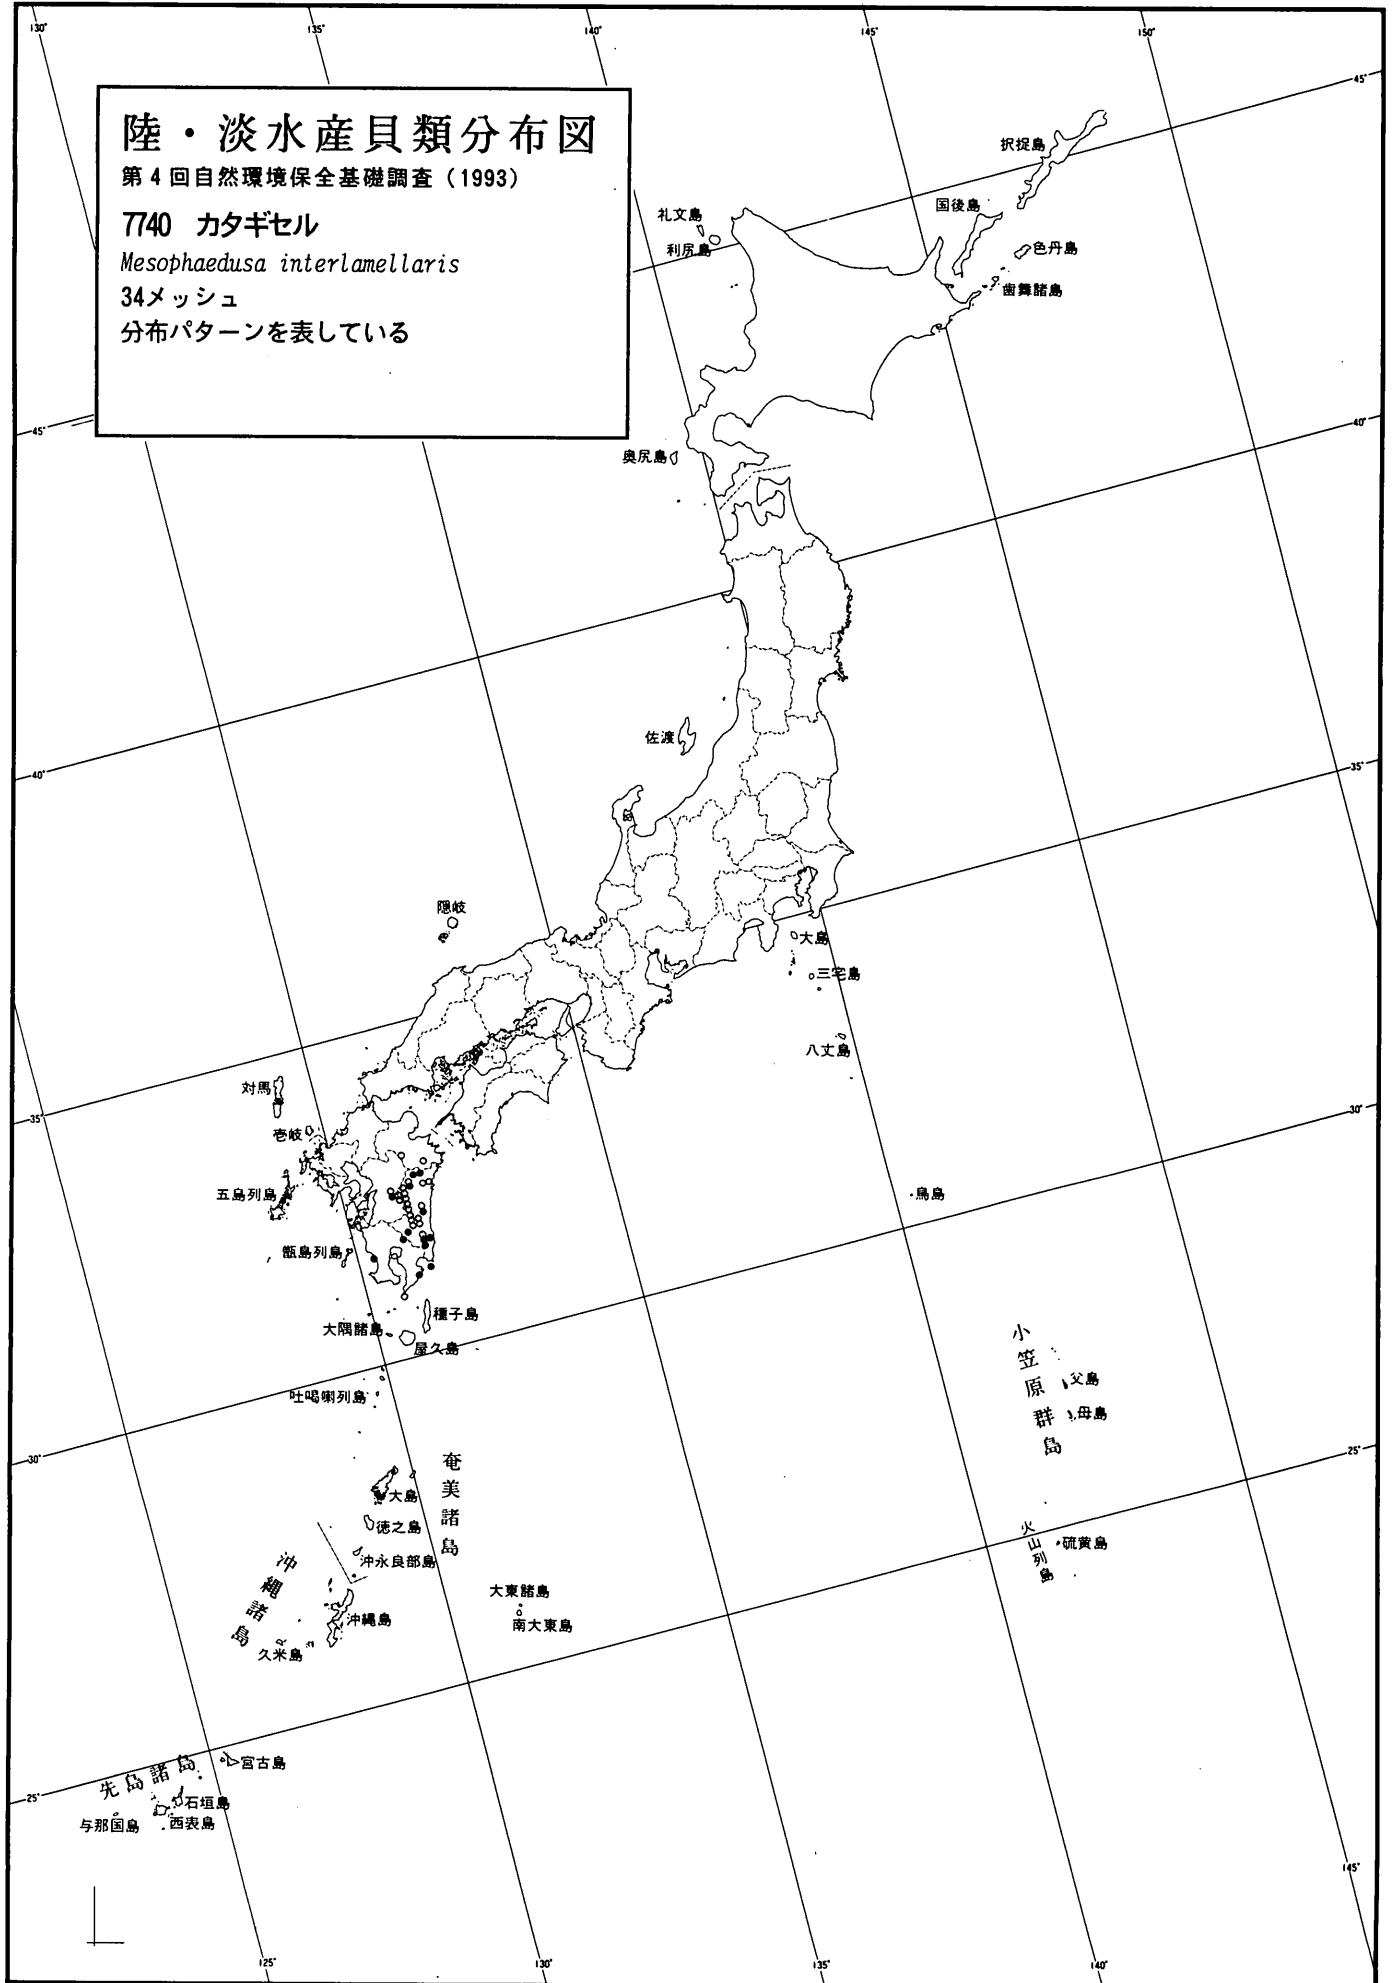 130°
135°
140°
145°
150°
45°
陸・淡水産貝類分布図
第4回自然環境保全基礎調査(1993)
7740 カタギセル
Mesophaedusa interlamellaris
34メッシュ
分布パターンを表している
択捉島
国後島
色丹島
歯舞諸島
礼文島
利尻島
45°
40°
奥尻島
佐渡
40°
35°
隠岐
大島
三宅島
八丈島
対馬
35°
壱岐
30°
五島列島
鳥島
甑島列島
種子島
大隅諸島
屋久島
吐噶喇列島
小笠原群島
父島
母島
30°
25°
奄美諸島
大島
徳之島
沖永良部島
火山列島
硫黄島
沖縄諸島
沖縄島
久米島
大東諸島
南大東島
先島諸島
宮古島
25°
石垣島
与那国島
西表島
145°
125°
130°
135°
140°